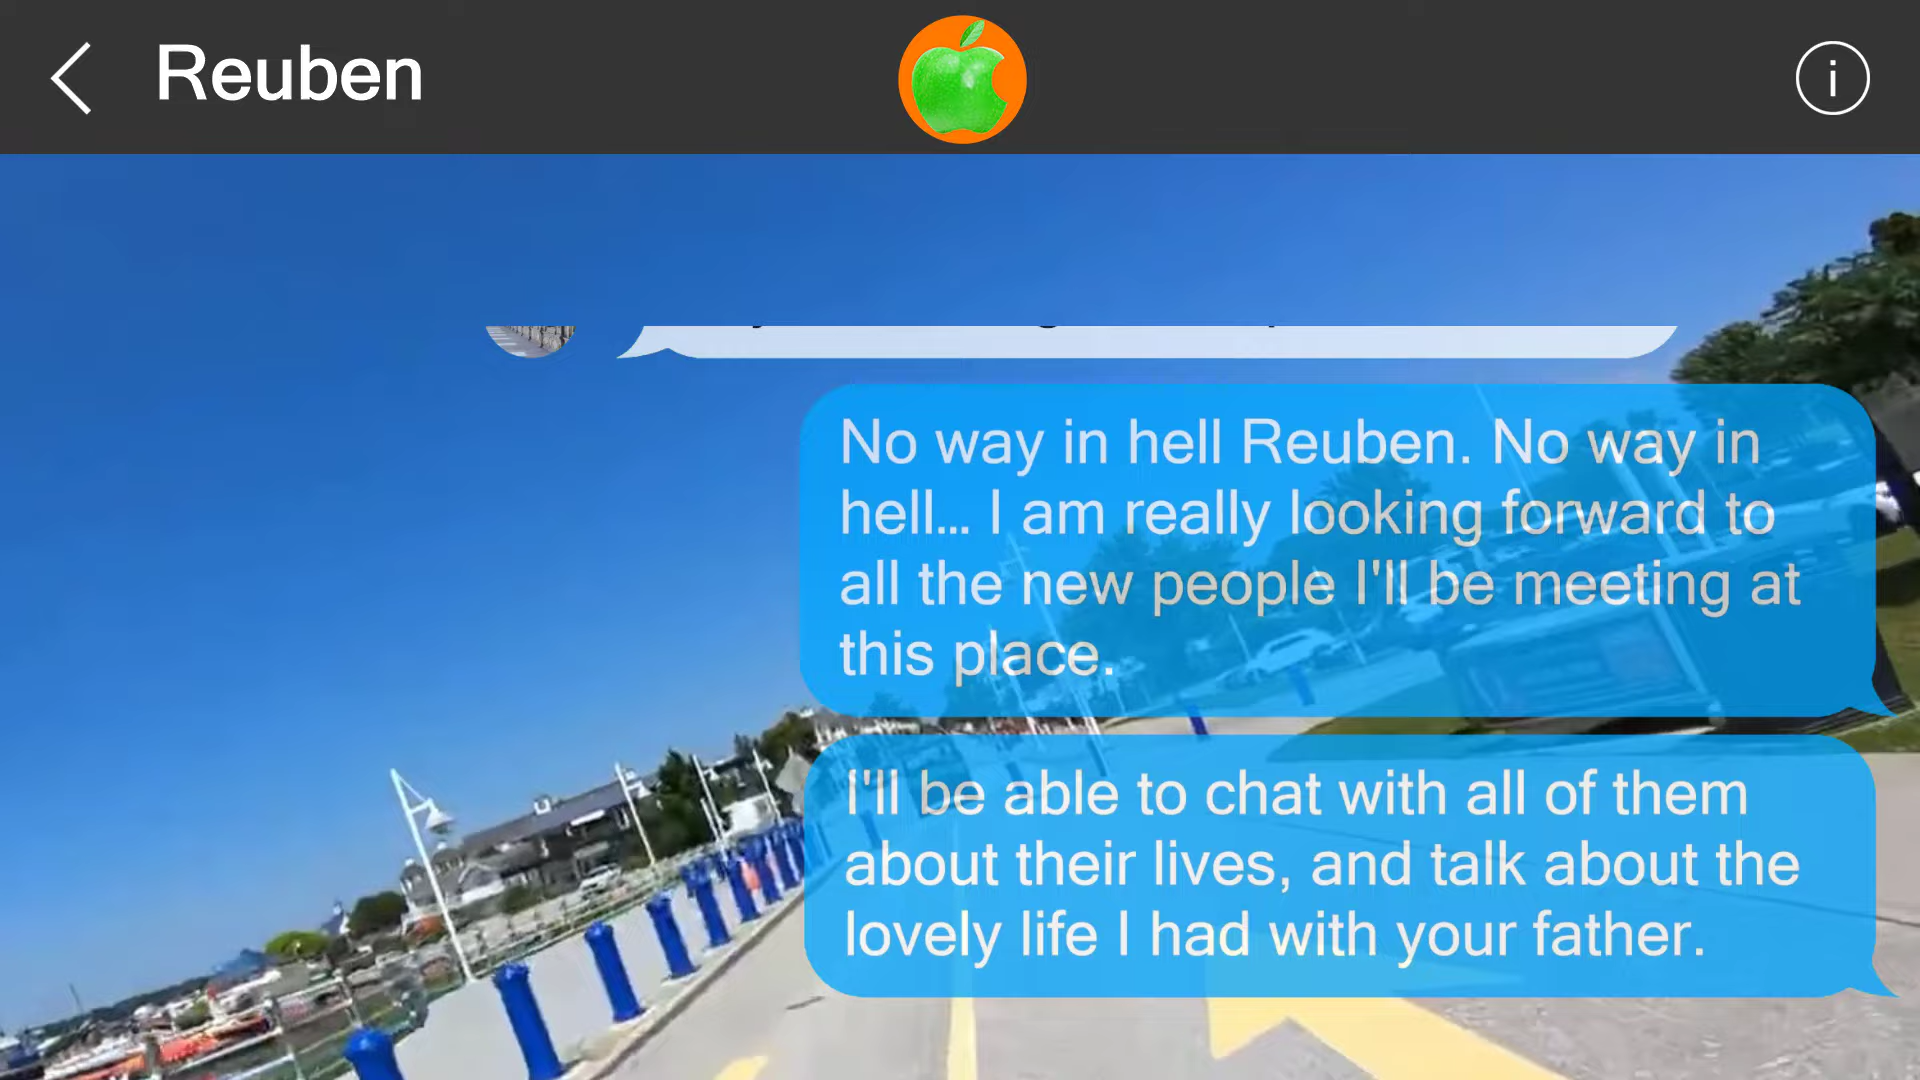 Reuben
No way in hell Reuben. No way in
hell... I am really looking forward to
all the new people I'll be meeting at
this place.
I'll be able to chat with all of them
about their lives, and talk about the
lovely life I had with your father.